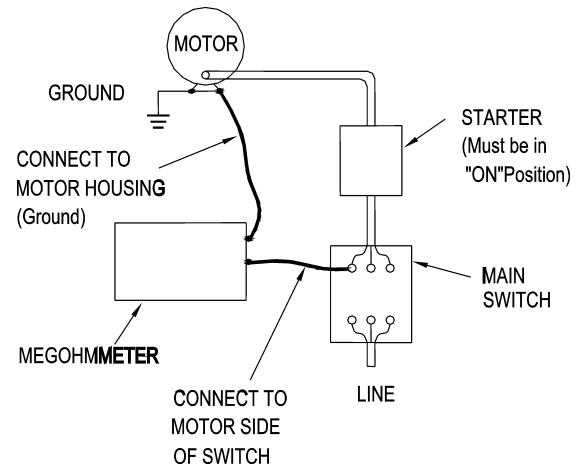 MOTOR
GROUND
STARTER
(Must be in
"ON"Position)
CONNECT TO
MOTOR HOUSING
(Ground)
MAIN
SWITCH
MEGOHMMETER
LINE
CONNECT TO
MOTOR SIDE
OF SWITCH